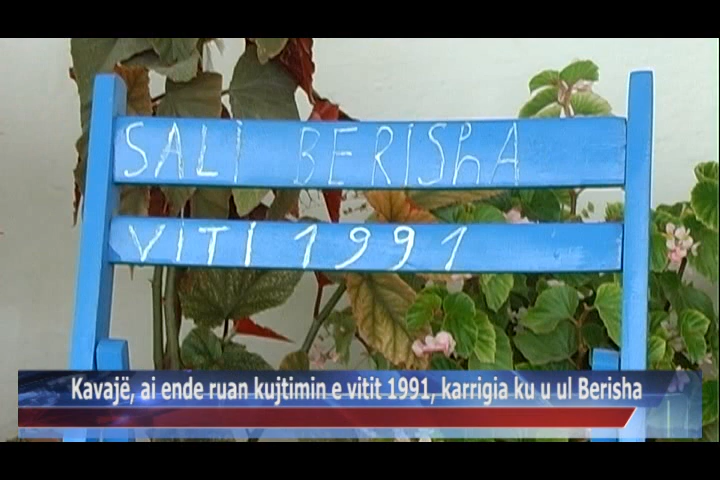 SALi BERiShA
ViTi 1991
Kavajë, ai ende ruan kujtimin e vitit 1991, karrigia ku u ul Berisha